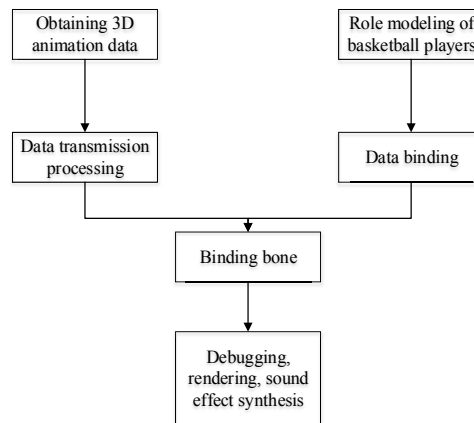 Obtaining 3D
animation data
Role modeling of
basketball players
Data transmission
processing
Data binding
Binding bone
Debugging,
rendering, sound
effect synthesis